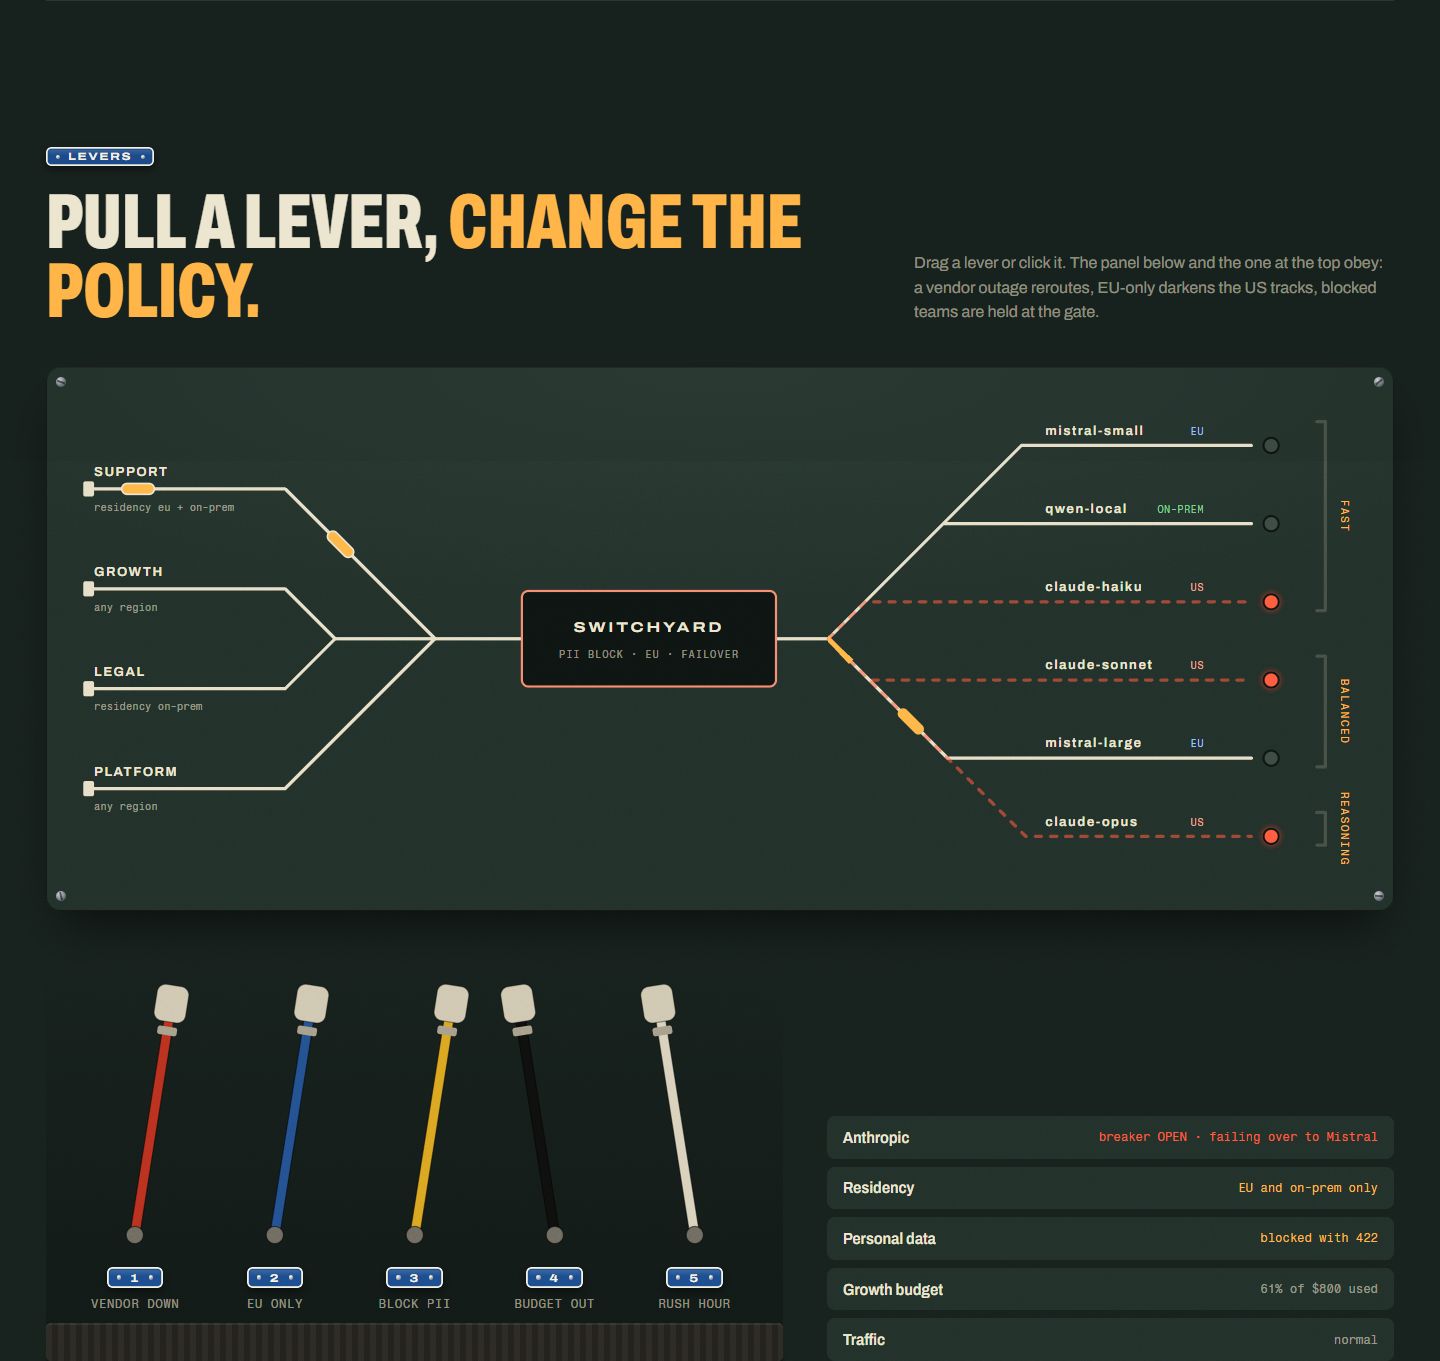 LEVERS
PULL A LEVER, CHANGE THE
POLICY.
Drag a lever or click it. The panel below and the one at the top obey:
a vendor outage reroutes, EU-only darkens the US tracks, blocked
teams are held at the gate.
SUPPORT
residency eu + on-prem
GROWTH
any region
LEGAL
residency on-prem
PLATFORM
any region
SWITCHYARD
PII BLOCK · EU · FAILOVER
mistral-small EU
qwen-local ON-PREM
claude-haiku US
claude-sonnet US
mistral-large EU
claude-opus US
FAST
BALANCED
REASONING
1
VENDOR DOWN
2
EU ONLY
3
BLOCK PII
4
BUDGET OUT
5
RUSH HOUR
Anthropic breaker OPEN · failing over to Mistral
Residency EU and on-prem only
Personal data blocked with 422
Growth budget 61% of $800 used
Traffic normal